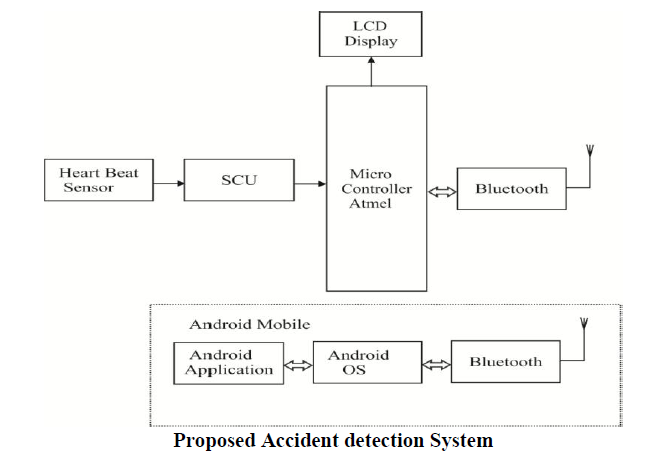 LCD
Display
Heart Beat
Sensor
SCU
Micro
Controller
Atmel
Bluetooth
Android Mobile
Android
Application
Android
OS
Bluetooth
Proposed Accident detection System